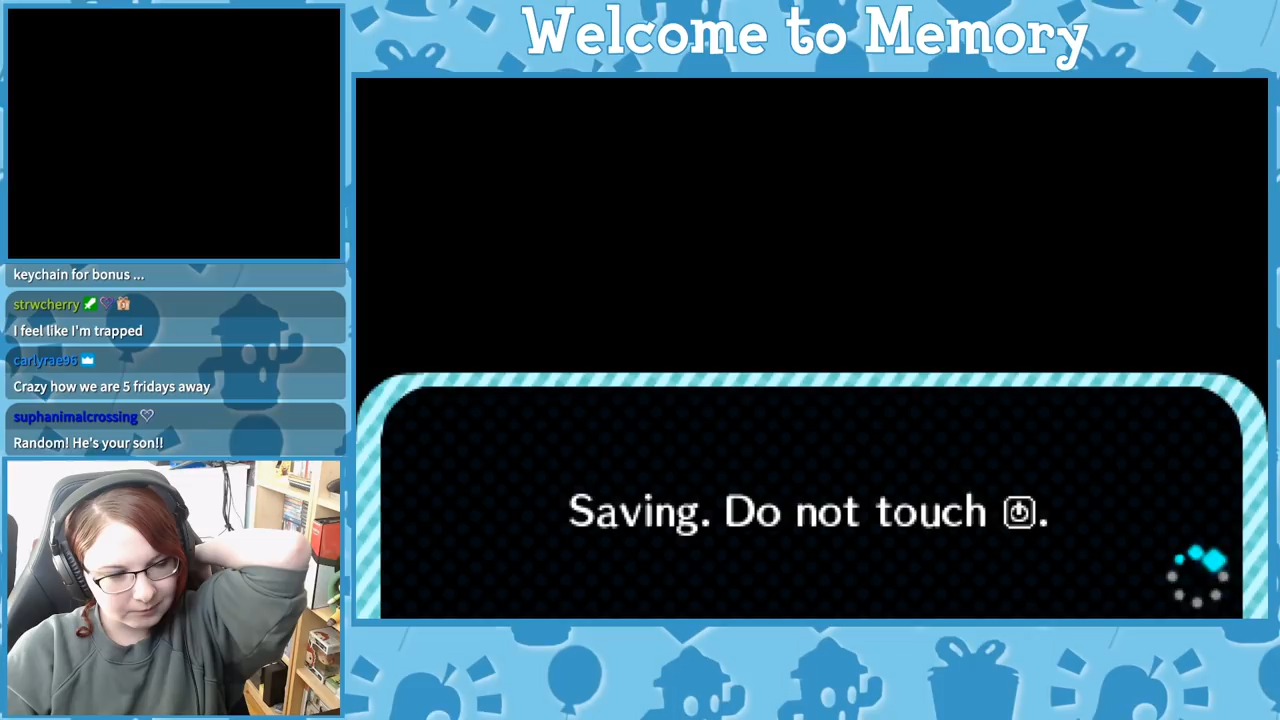 Welcome to Memory
keychain for bonus ...
strwcherry
I feel like I'm trapped
carlyrae96
Crazy how we are 5 fridays away
suphanimalcrossing
Random! He's your son!!
Saving. Do not touch ⏻.